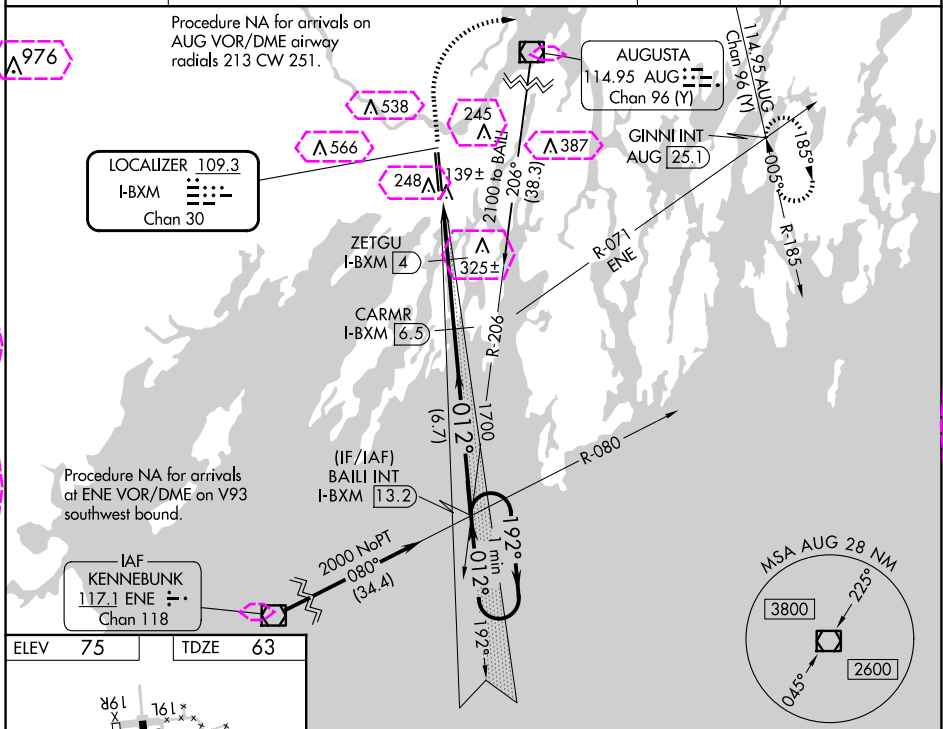 Procedure NA for arrivals on
AUG VOR/DME airway
radials 213 CW 251.
976
538
566
245
387
248
139±
325±
AUGUSTA
114.95 AUG
Chan 96 (Y)
114.95 AUG
Chan 96 (Y)
GINNI INT
AUG 25.1
185°
005°
R-185
LOCALIZER 109.3
I-BXM
Chan 30
2100 to BAILI
206°
(38.3)
ZETGU
I-BXM 4
R-071
ENE
CARMR
I-BXM 6.5
R-206
1700
012°
(6.7)
(IF/IAF)
BAILI INT
I-BXM 13.2
R-080
Procedure NA for arrivals
at ENE VOR/DME on V93
southwest bound.
192°
1 min
012°
192°
2000 NoPT
080°
(34.4)
IAF
KENNEBUNK
117.1 ENE
Chan 118
MSA AUG 28 NM
225°
3800
2600
045°
ELEV 75
TDZE 63
19R
19L